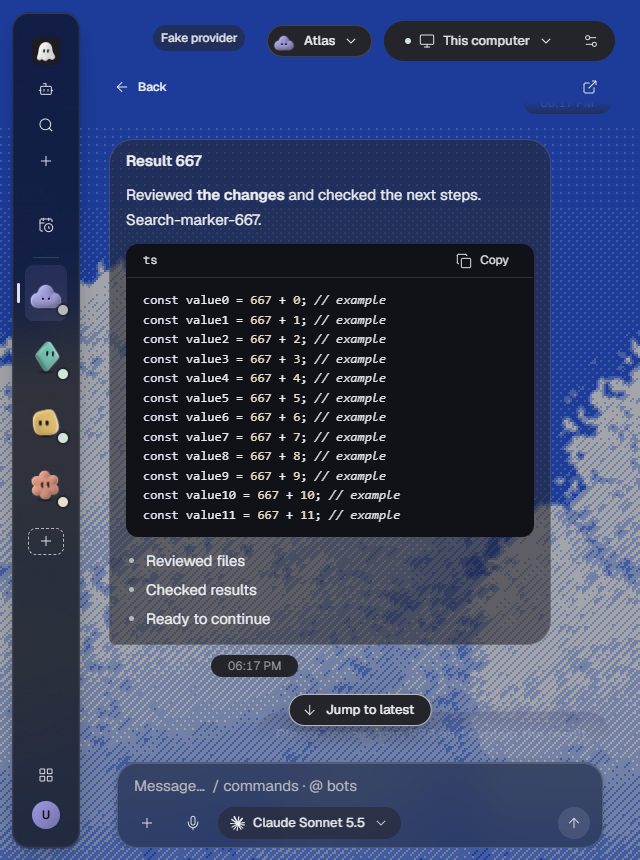 Fake provider
Atlas
This computer
Back
06:17 PM
Result 667
Reviewed the changes and checked the next steps.
Search-marker-667.
ts
Copy
const value0 = 667 + 0; // example
const value1 = 667 + 1; // example
const value2 = 667 + 2; // example
const value3 = 667 + 3; // example
const value4 = 667 + 4; // example
const value5 = 667 + 5; // example
const value6 = 667 + 6; // example
const value7 = 667 + 7; // example
const value8 = 667 + 8; // example
const value9 = 667 + 9; // example
const value10 = 667 + 10; // example
const value11 = 667 + 11; // example
Reviewed files
Checked results
Ready to continue
06:17 PM
Jump to latest
Message... / commands · @ bots
Claude Sonnet 5.5
U